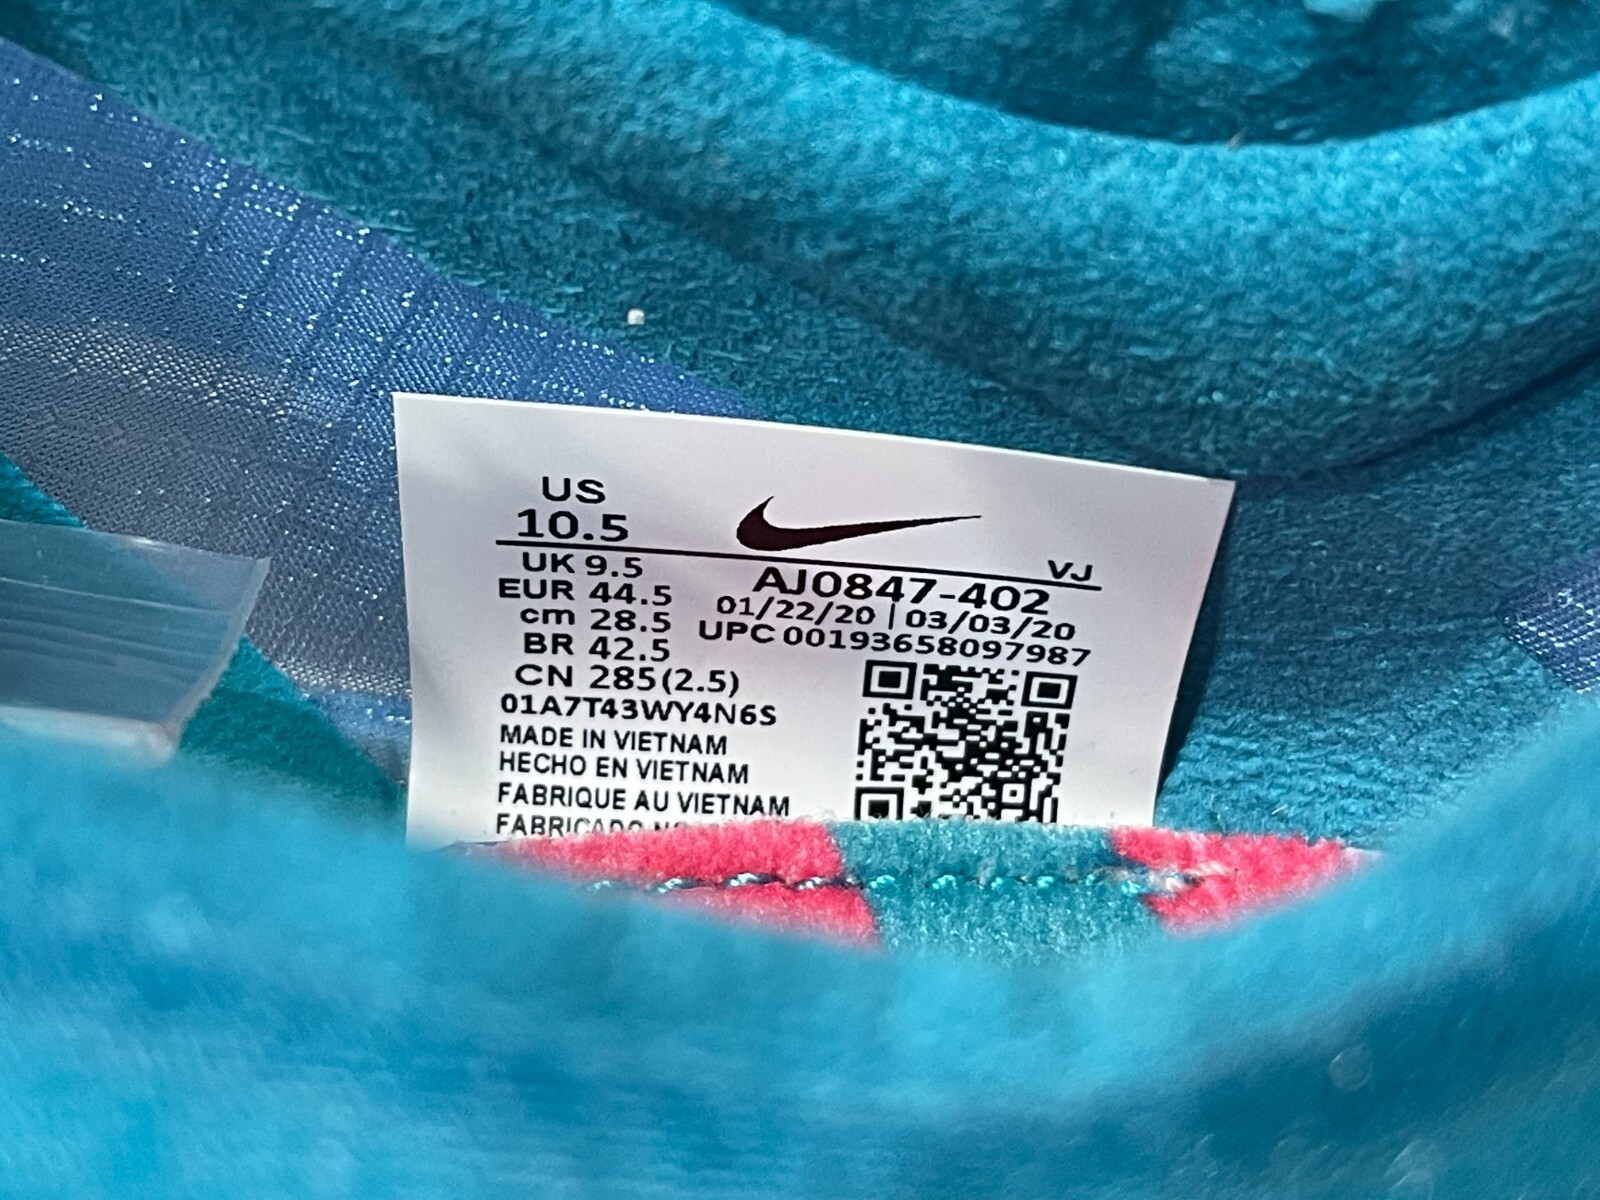 US
10.5
VJ
UK 9.5
AJ0847-402
EUR 44.5
01/22/20 | 03/03/20
cm 28.5
UPC 00193658097987
BR 42.5
CN 285(2.5)
01A7T43WY4N6S
MADE IN VIETNAM
HECHO EN VIETNAM
FABRIQUE AU VIETNAM
FABRICADO